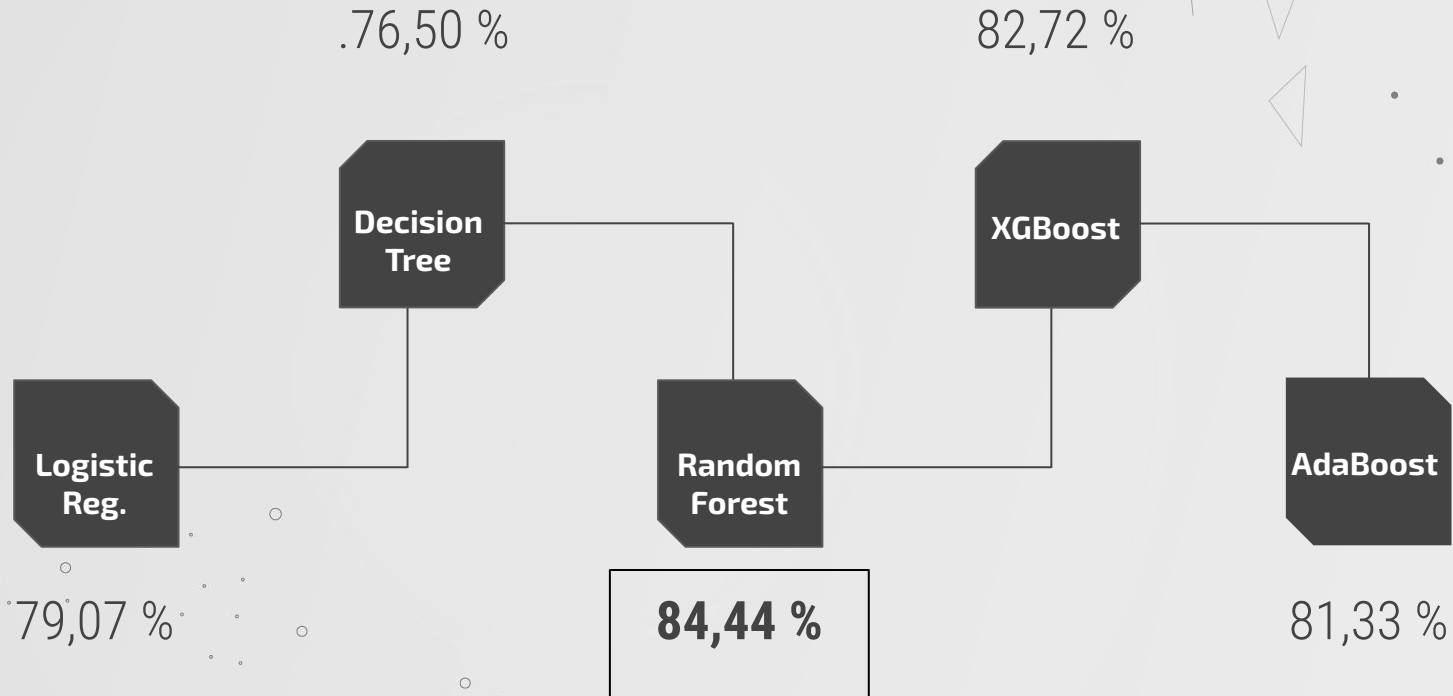 .76,50 %
82,72 %
Decision
Tree
XGBoost
Logistic
Reg.
Random
Forest
AdaBoost
79,07 %
84,44 %
81,33 %